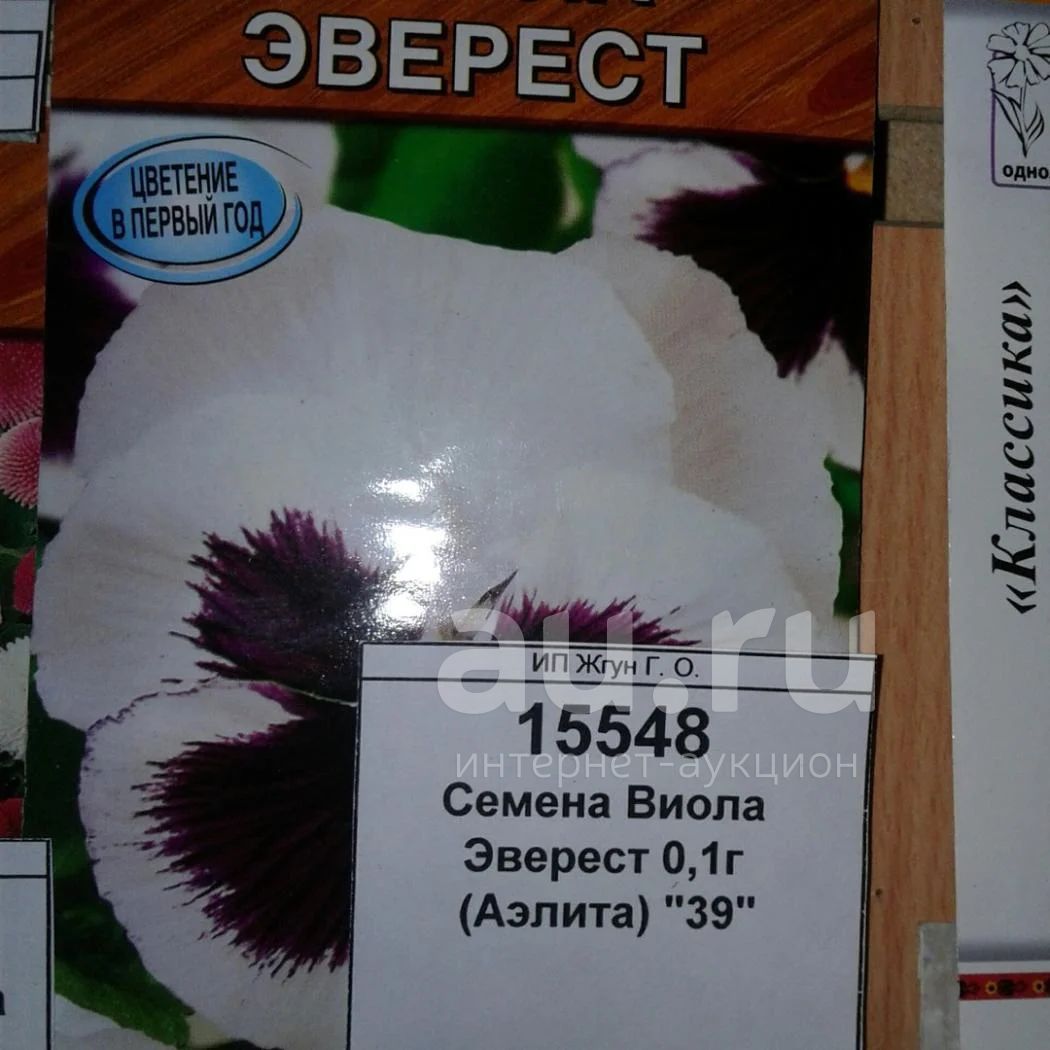 ЭВЕРЕСТ
ЦВЕТЕНИЕ
В ПЕРВЫЙ ГОД
«Классика»
au.ru
интернет-аукцион
ИП Жгун Г. О.
15548
Семена Виола
Эверест 0,1г
(Аэлита) "39"